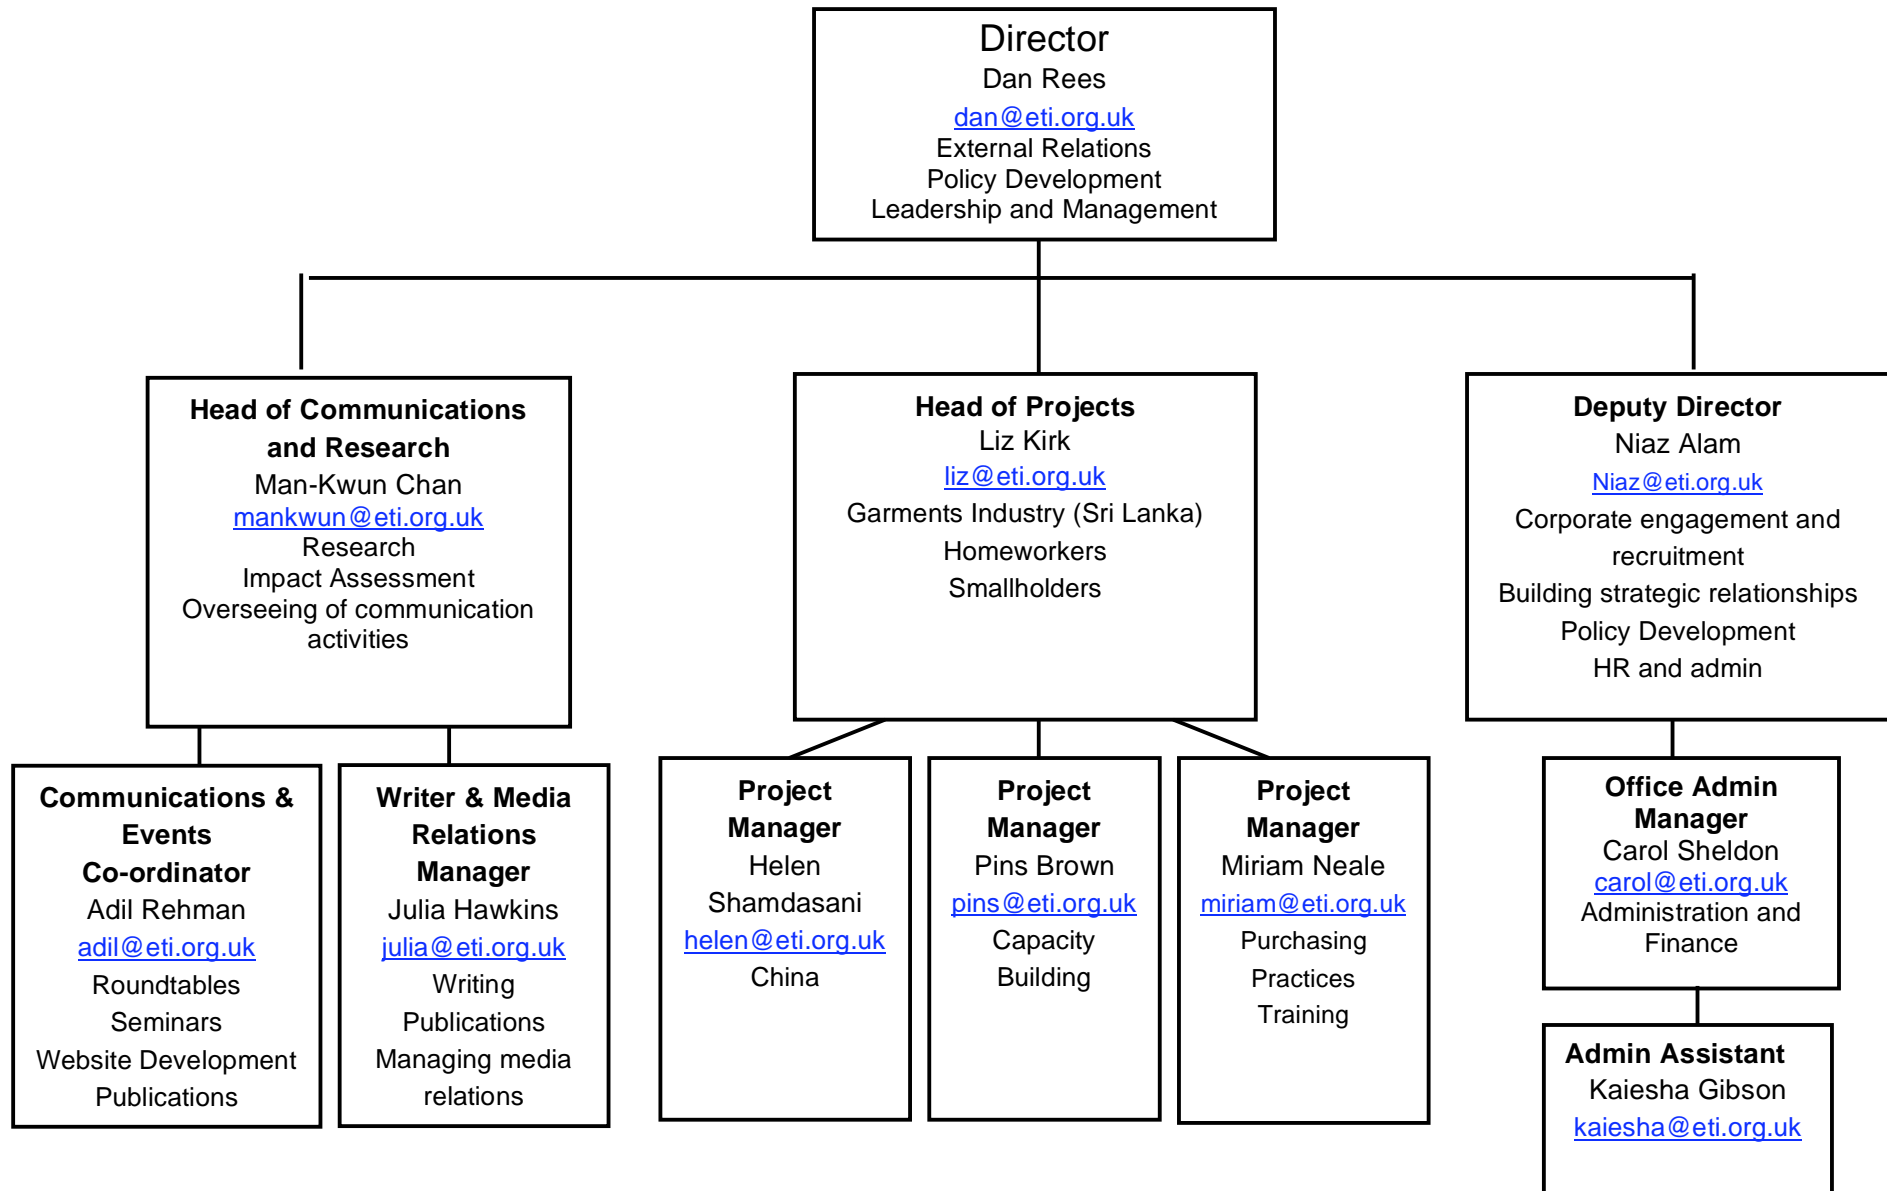 Director
Dan Rees
dan@eti.org.uk
External Relations
Policy Development
Leadership and Management
Head of Communications
and Research
Man-Kwun Chan
mankwun@eti.org.uk
Research
Impact Assessment
Overseeing of communication
activities
Head of Projects
Liz Kirk
liz@eti.org.uk
Garments Industry (Sri Lanka)
Homeworkers
Smallholders
Deputy Director
Niaz Alam
Niaz@eti.org.uk
Corporate engagement and
recruitment
Building strategic relationships
Policy Development
HR and admin
Communications &
Events
Co-ordinator
Adil Rehman
adil@eti.org.uk
Roundtables
Seminars
Website Development
Publications
Writer & Media
Relations
Manager
Julia Hawkins
julia@eti.org.uk
Writing
Publications
Managing media
relations
Project
Manager
Helen
Shamdasani
helen@eti.org.uk
China
Project
Manager
Pins Brown
pins@eti.org.uk
Capacity
Building
Project
Manager
Miriam Neale
miriam@eti.org.uk
Purchasing
Practices
Training
Office Admin
Manager
Carol Sheldon
carol@eti.org.uk
Administration and
Finance
Admin Assistant
Kaiesha Gibson
kaiesha@eti.org.uk